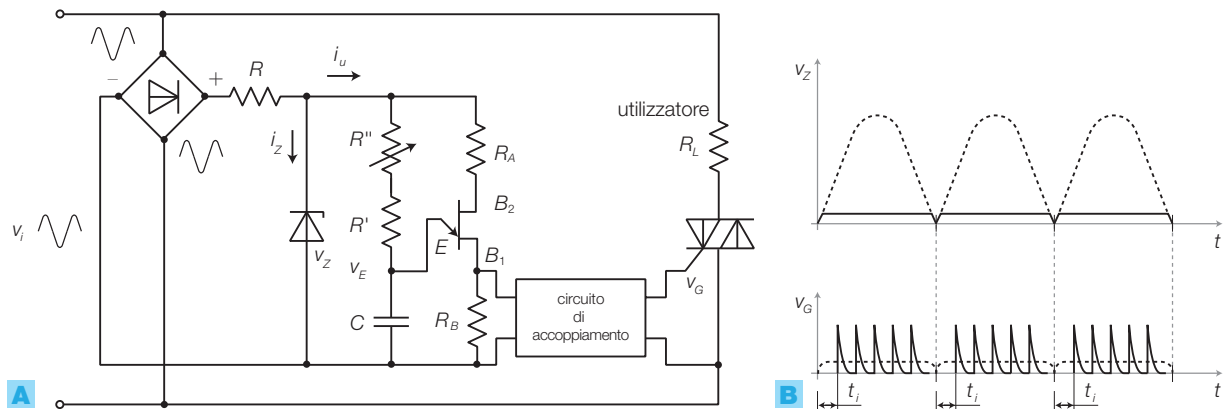 v_i
−
+
R
i_u
i_Z
v_Z
R"
R'
v_E
C
R_A
B_2
E
B_1
R_B
circuito
di
accoppiamento
utilizzatore
R_L
v_G
A
v_Z
t
v_G
t_i
t_i
t_i
t
B